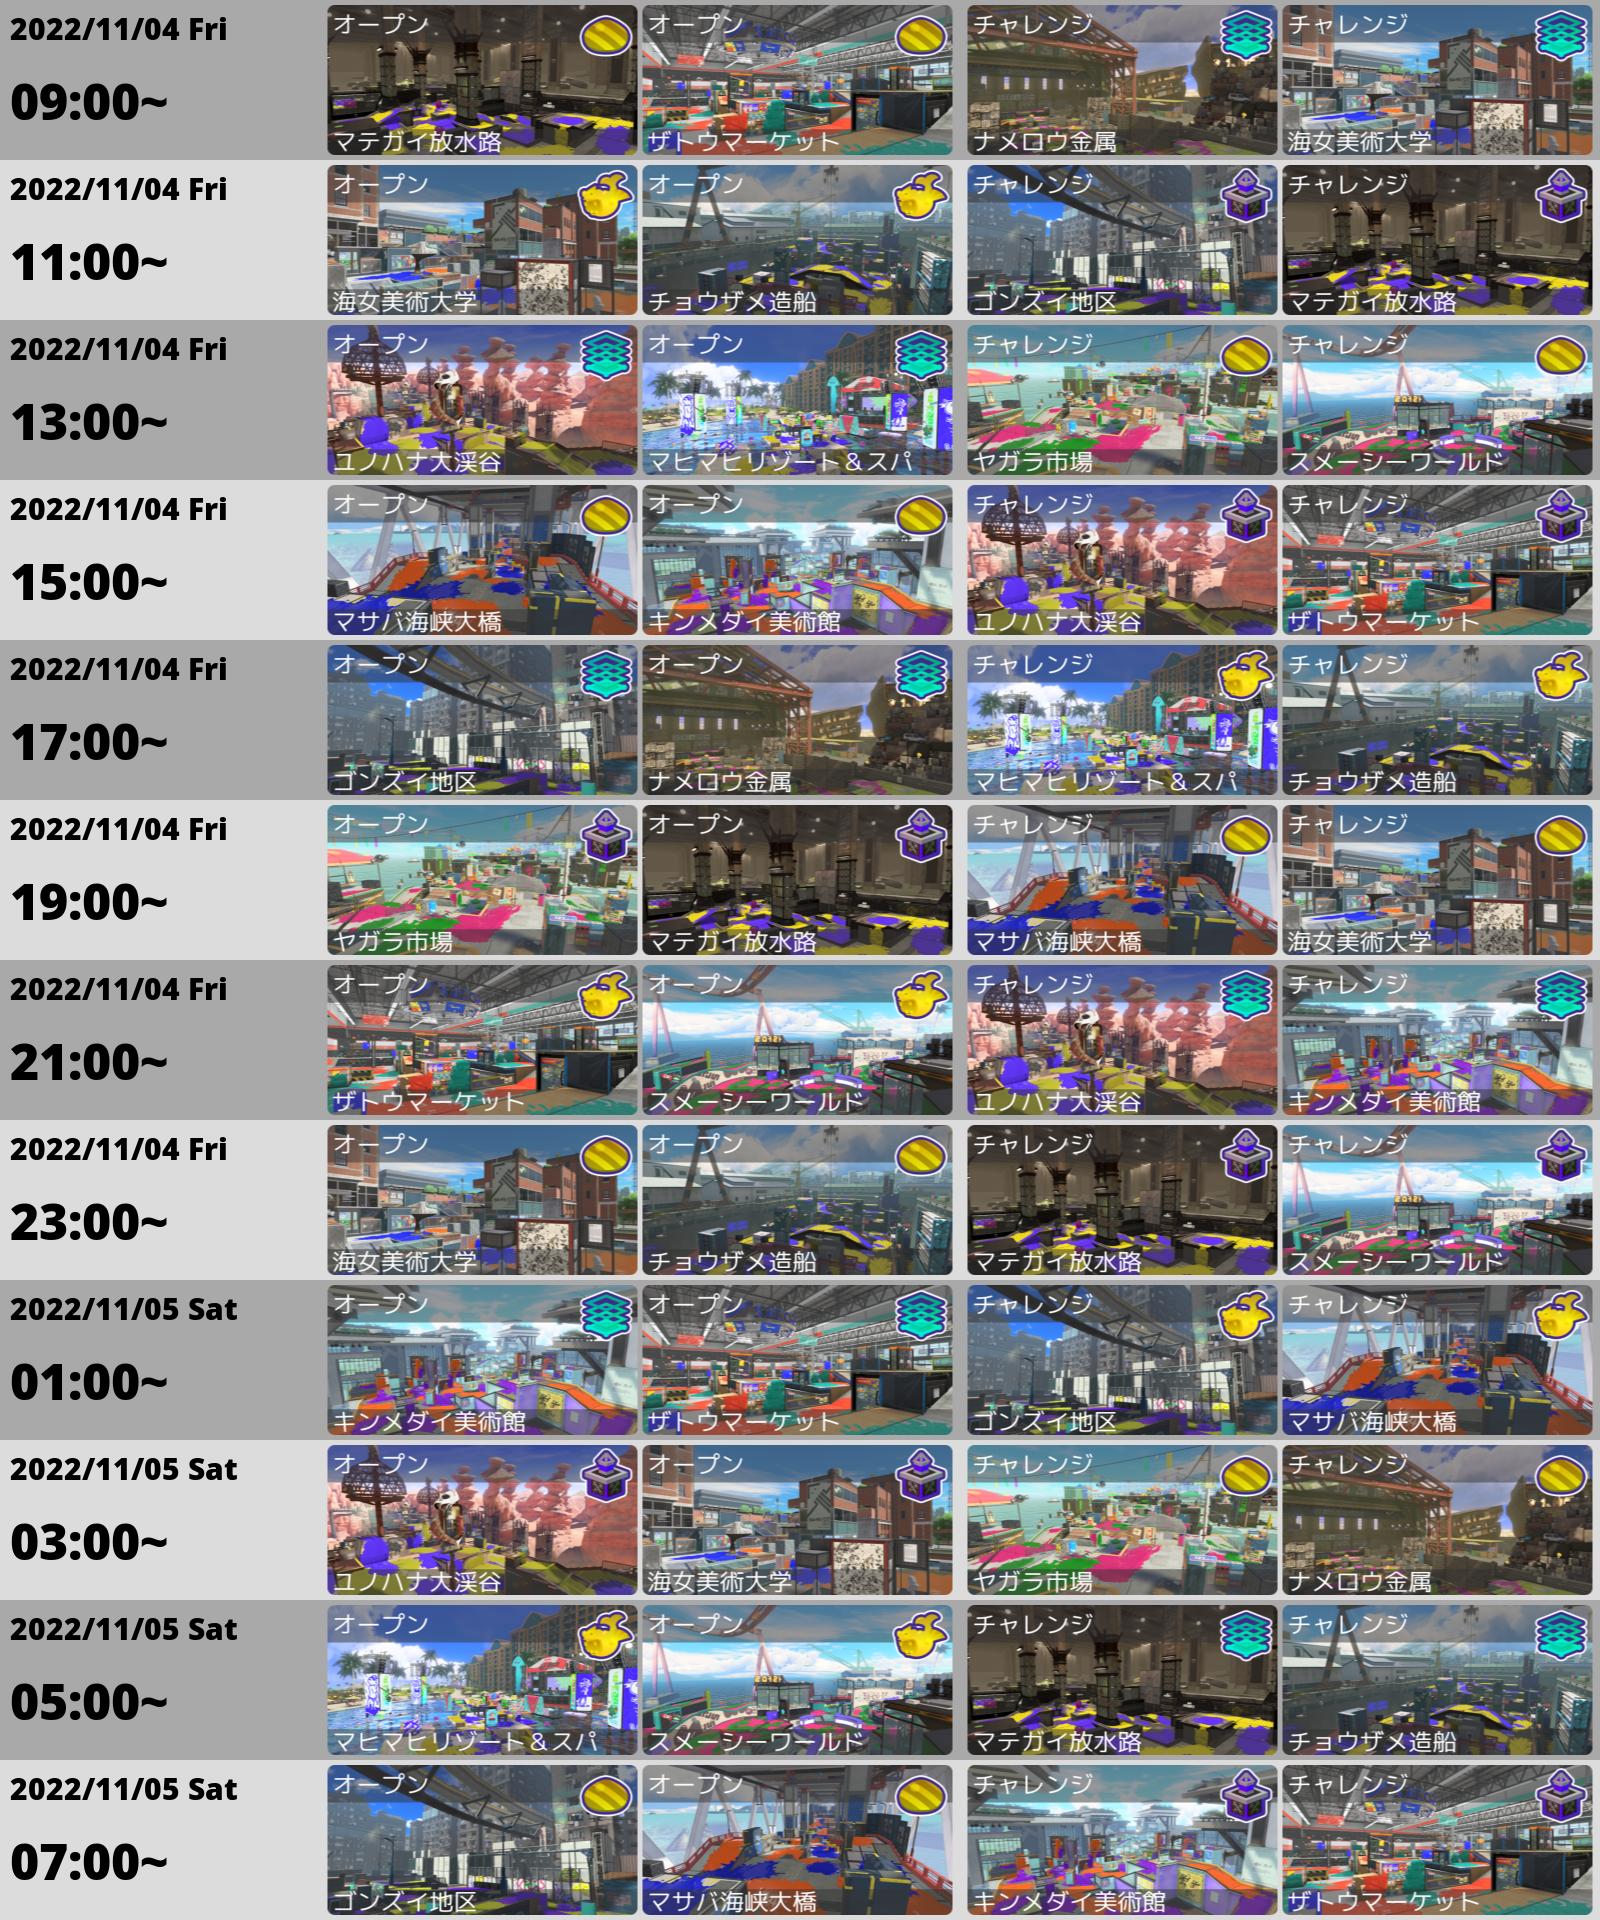 2022/11/04 Fri
09:00~
オープン
マテガイ放水路
オープン
ザトウマーケット
チャレンジ
ナメロウ金属
チャレンジ
海女美術大学
2022/11/04 Fri
11:00~
オープン
海女美術大学
オープン
チョウザメ造船
チャレンジ
ゴンズイ地区
チャレンジ
マテガイ放水路
2022/11/04 Fri
13:00~
オープン
ユノハナ大渓谷
オープン
マヒマヒリゾート&スパ
チャレンジ
ヤガラ市場
チャレンジ
スメーシーワールド
2022/11/04 Fri
15:00~
オープン
マサバ海峡大橋
オープン
キンメダイ美術館
チャレンジ
ユノハナ大渓谷
チャレンジ
ザトウマーケット
2022/11/04 Fri
17:00~
オープン
ゴンズイ地区
オープン
ナメロウ金属
チャレンジ
マヒマヒリゾート&スパ
チャレンジ
チョウザメ造船
2022/11/04 Fri
19:00~
オープン
ヤガラ市場
オープン
マテガイ放水路
チャレンジ
マサバ海峡大橋
チャレンジ
海女美術大学
2022/11/04 Fri
21:00~
オープン
ザトウマーケット
オープン
スメーシーワールド
チャレンジ
ユノハナ大渓谷
チャレンジ
キンメダイ美術館
2022/11/04 Fri
23:00~
オープン
海女美術大学
オープン
チョウザメ造船
チャレンジ
マテガイ放水路
チャレンジ
スメーシーワールド
2022/11/05 Sat
01:00~
オープン
キンメダイ美術館
オープン
ザトウマーケット
チャレンジ
ゴンズイ地区
チャレンジ
マサバ海峡大橋
2022/11/05 Sat
03:00~
オープン
ユノハナ大渓谷
オープン
海女美術大学
チャレンジ
ヤガラ市場
チャレンジ
ナメロウ金属
2022/11/05 Sat
05:00~
オープン
マヒマヒリゾート&スパ
オープン
スメーシーワールド
チャレンジ
マテガイ放水路
チャレンジ
チョウザメ造船
2022/11/05 Sat
07:00~
オープン
ゴンズイ地区
オープン
マサバ海峡大橋
チャレンジ
キンメダイ美術館
チャレンジ
ザトウマーケット